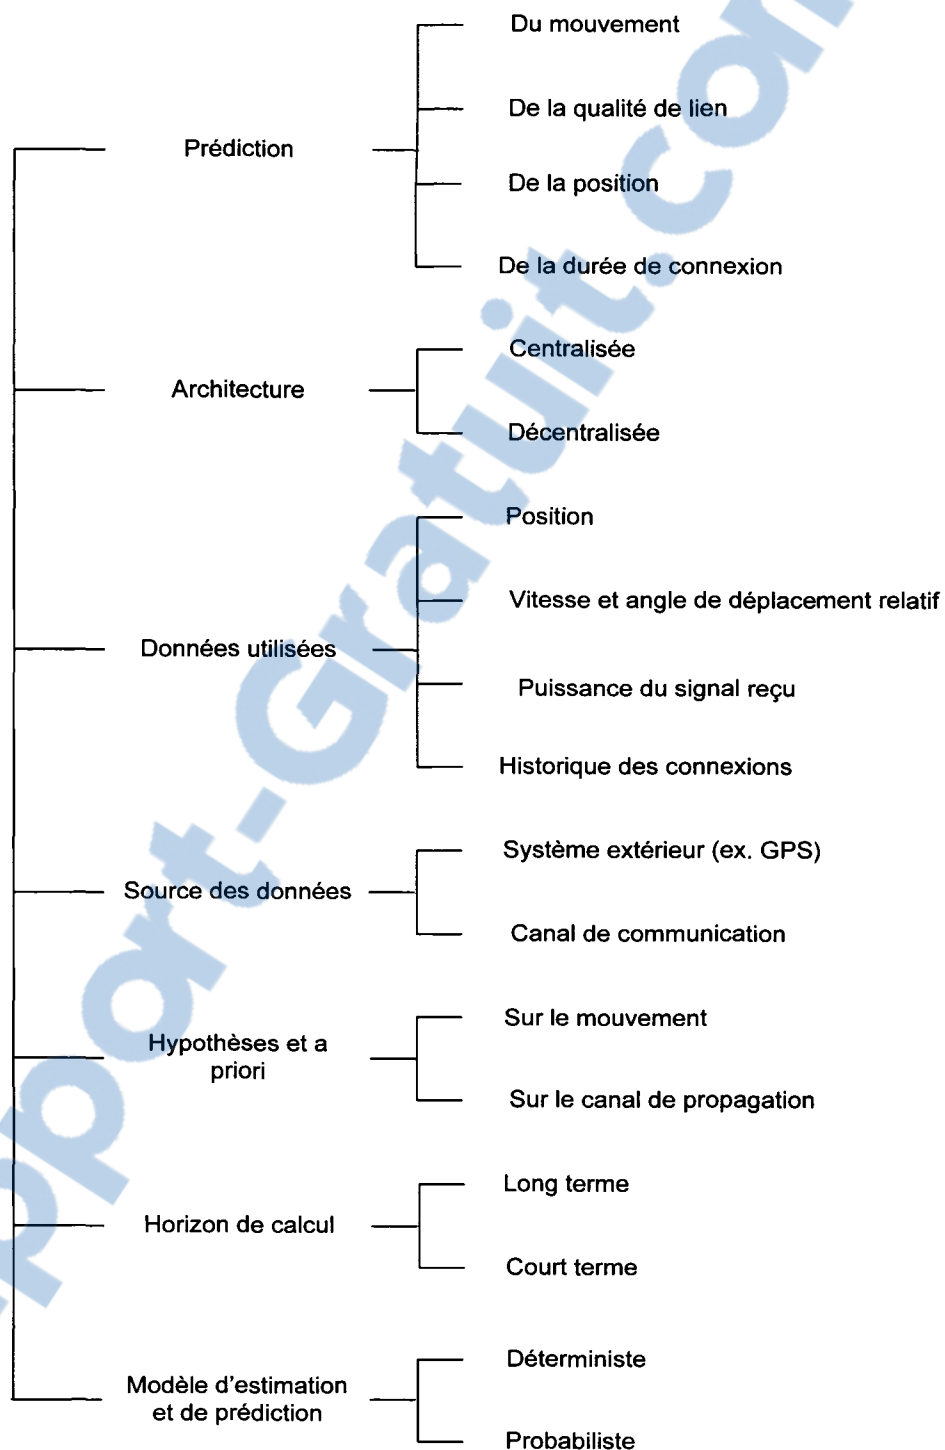 Du mouvement
De la qualité de lien
Prédiction
De la position
De la durée de connexion
Centralisée
Architecture
Décentralisée
Position
Vitesse et angle de déplacement relatif
Données utilisées
Puissance du signal reçu
Historique des connexions
Système extérieur (ex. GPS)
Source des données
Canal de communication
Sur le mouvement
Hypothèses et a
priori
Sur le canal de propagation
Long terme
Horizon de calcul
Court terme
Déterministe
Modèle d'estimation
et de prédiction
Probabiliste
pport-Gratuit.con